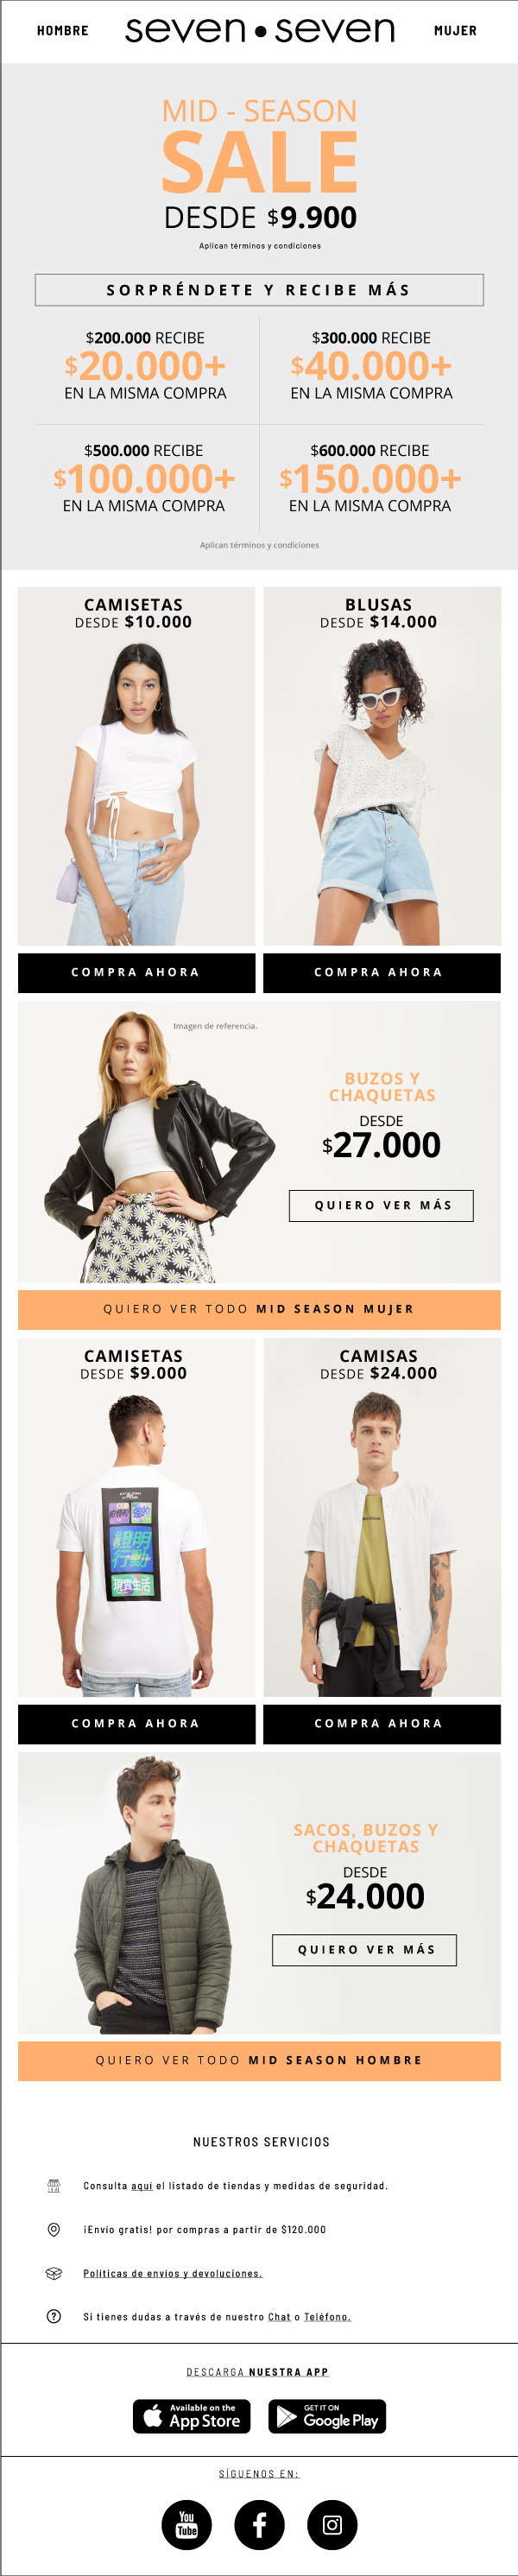 HOMBRE
seven•seven
MUJER
MID - SEASON
SALE
DESDE $9.900
Aplican términos y condiciones
SORPRÉNDETE Y RECIBE MÁS
$200.000 RECIBE
$20.000+
EN LA MISMA COMPRA
$300.000 RECIBE
$40.000+
EN LA MISMA COMPRA
$500.000 RECIBE
$100.000+
EN LA MISMA COMPRA
$600.000 RECIBE
$150.000+
EN LA MISMA COMPRA
Aplican términos y condiciones
CAMISETAS
DESDE $10.000
BLUSAS
DESDE $14.000
COMPRA AHORA
COMPRA AHORA
Imagen de referencia.
BUZOS Y
CHAQUETAS
DESDE
$27.000
QUIERO VER MÁS
QUIERO VER TODO MID SEASON MUJER
CAMISETAS
DESDE $9.000
CAMISAS
DESDE $24.000
證明
行動
現實生活
COMPRA AHORA
COMPRA AHORA
SACOS, BUZOS Y
CHAQUETAS
DESDE
$24.000
QUIERO VER MÁS
QUIERO VER TODO MID SEASON HOMBRE
NUESTROS SERVICIOS
Consulta aquí el listado de tiendas y medidas de seguridad.
¡Envío gratis! por compras a partir de $120.000
Políticas de envíos y devoluciones.
Si tienes dudas a través de nuestro Chat o Teléfono.
DESCARGA NUESTRA APP
Available on the
App Store
GET IT ON
Google Play
SÍGUENOS EN:
You
Tube